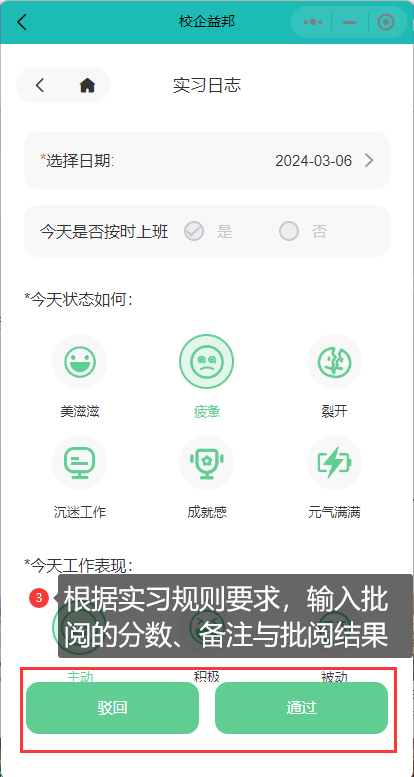 校企益邦
实习日志
*选择日期: 2024-03-06
今天是否按时上班 是 否
*今天状态如何:
美滋滋 疲惫 裂开
沉迷工作 成就感 元气满满
*今天工作表现:
3 根据实习规则要求，输入批
阅的分数、备注与批阅结果
主动 积极 被动
驳回 通过